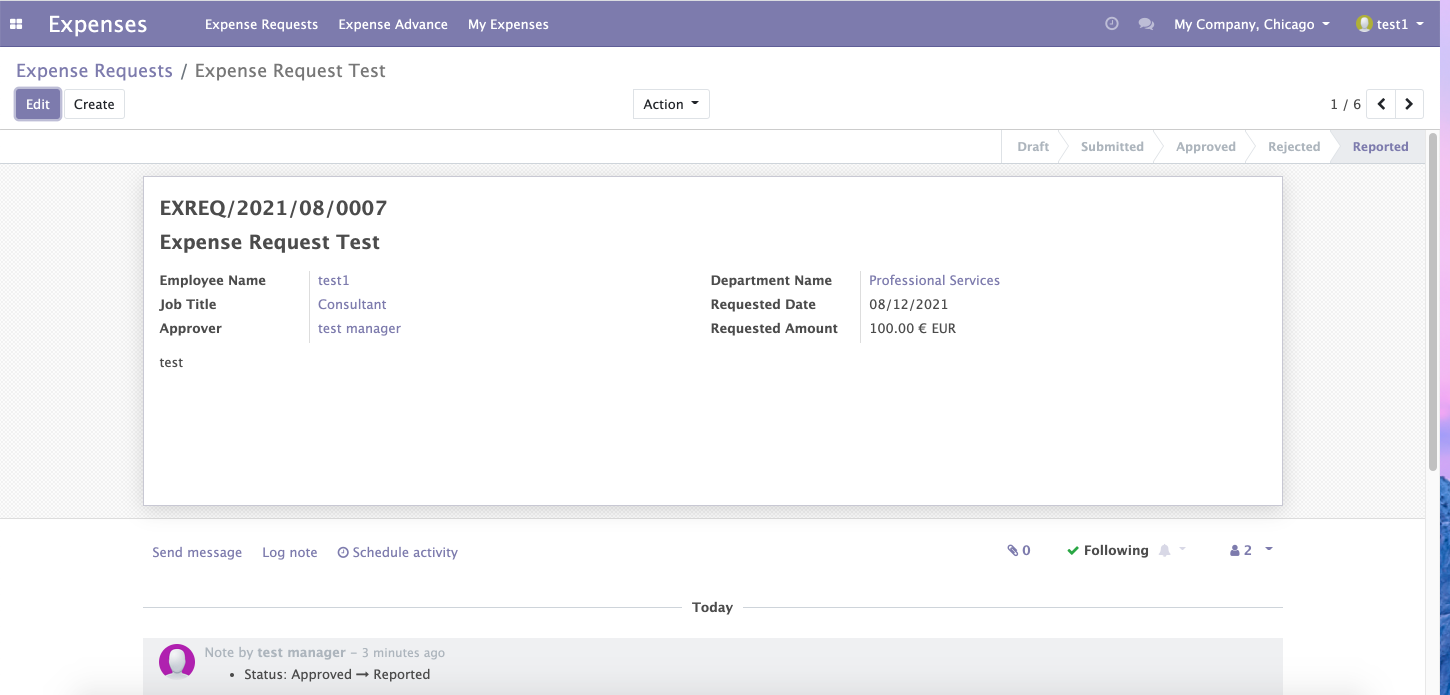 Expenses Expense Requests Expense Advance My Expenses My Company, Chicago test1
Expense Requests / Expense Request Test
Edit Create Action 1 / 6
Draft Submitted Approved Rejected Reported
EXREQ/2021/08/0007
Expense Request Test
Employee Name test1 Department Name Professional Services
Job Title Consultant Requested Date 08/12/2021
Approver test manager Requested Amount 100.00 € EUR
test
Send message Log note Schedule activity 0 Following 2
Today
Note by test manager – 3 minutes ago
• Status: Approved → Reported